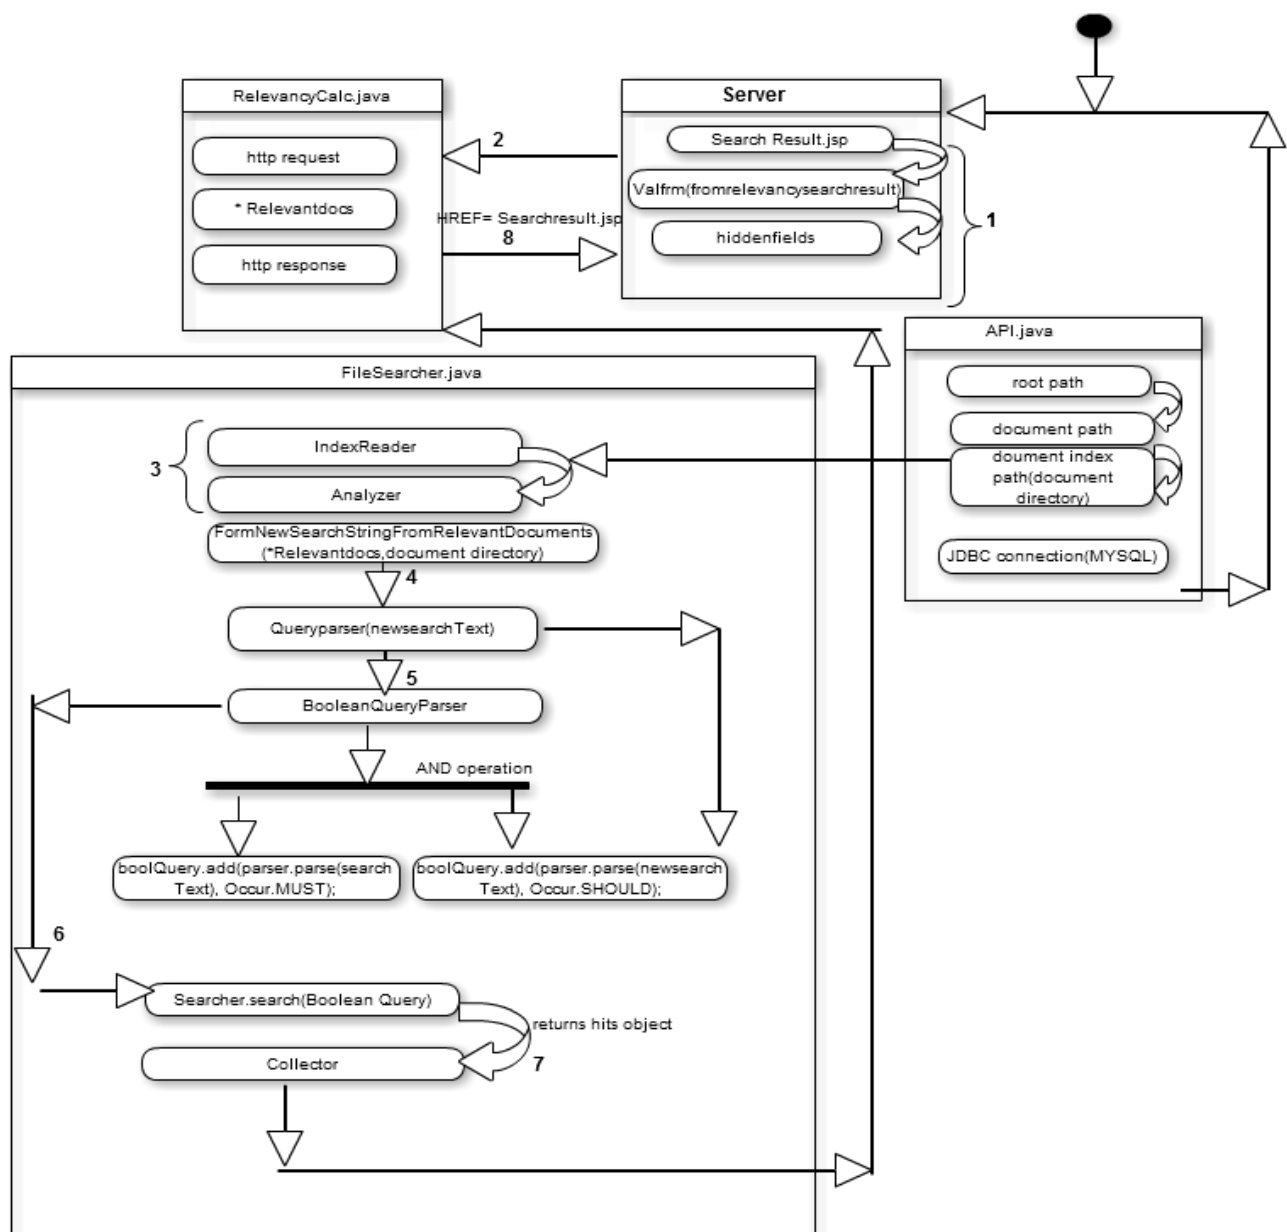 RelevancyCalc.java
http request
* Relevantdocs
http response
2
HREF= Searchresult.jsp
8
Server
Search Result.jsp
Valfrm(fromrelevancysearchresult)
hiddenfields
1
API.java
root path
document path
doument index
path(document
directory)
JDBC connection(MYSQL)
FileSearcher.java
3
IndexReader
Analyzer
FormNewSearchStringFromRelevantDocuments
(*Relevantdocs,document directory)
4
Queryparser(newsearchText)
5
BooleanQueryParser
AND operation
boolQuery.add(parser.parse(search
Text), Occur.MUST);
boolQuery.add(parser.parse(newsearch
Text), Occur.SHOULD);
6
Searcher.search(Boolean Query)
returns hits object
7
Collector